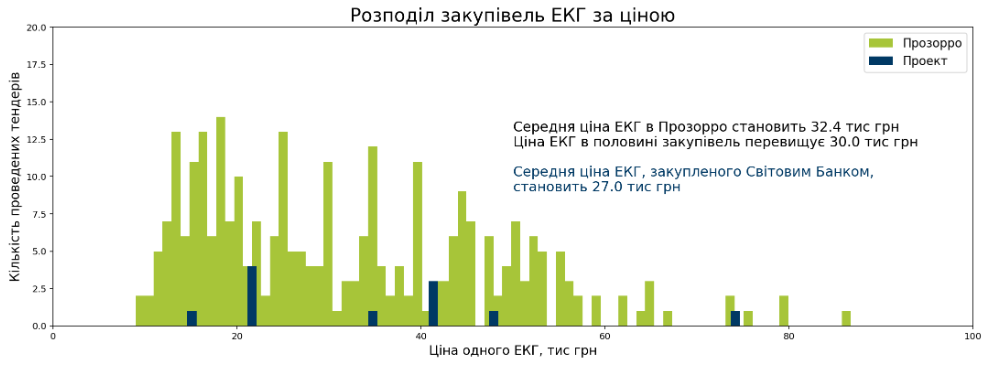 Розподіл закупівель ЕКГ за ціною
Кількість проведених тендерів
20.0
17.5
15.0
12.5
10.0
7.5
5.0
2.5
0.0
Прозорро
Проект
Середня ціна ЕКГ в Прозорро становить 32.4 тис грн
Ціна ЕКГ в половині закупівель перевищує 30.0 тис грн
Середня ціна ЕКГ, закупленого Світовим Банком,
становить 27.0 тис грн
0 20 40 60 80 100
Ціна одного ЕКГ, тис грн